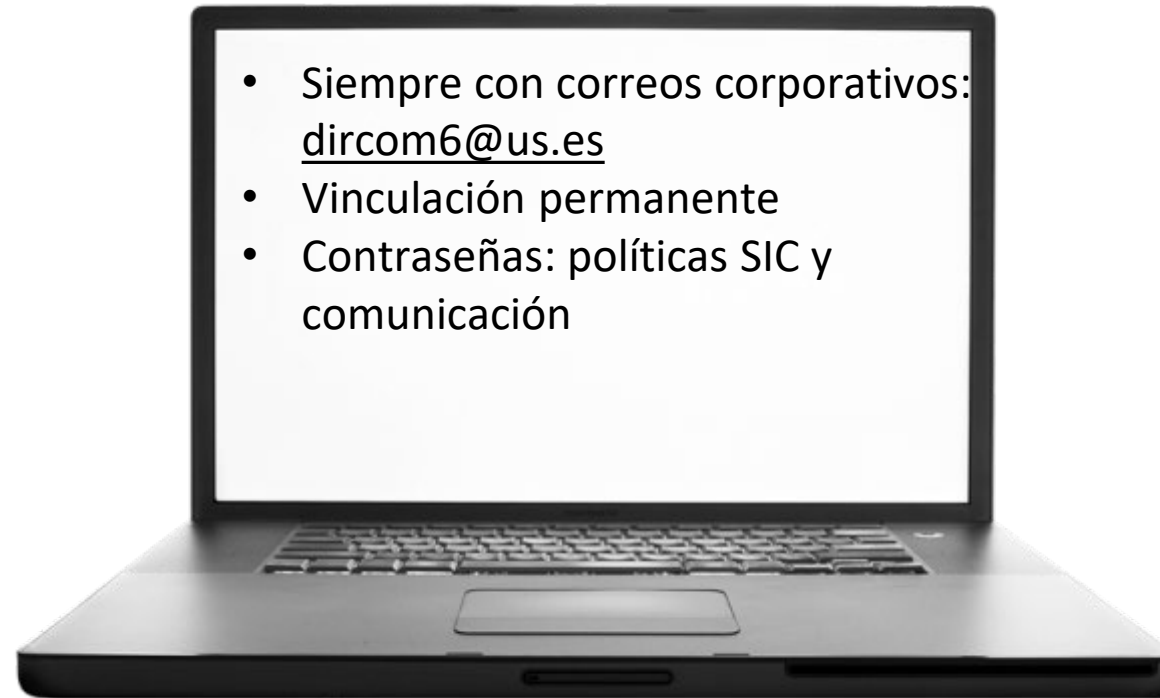 • Siempre con correos corporativos:
dircom6@us.es
• Vinculación permanente
• Contraseñas: políticas SIC y
comunicación